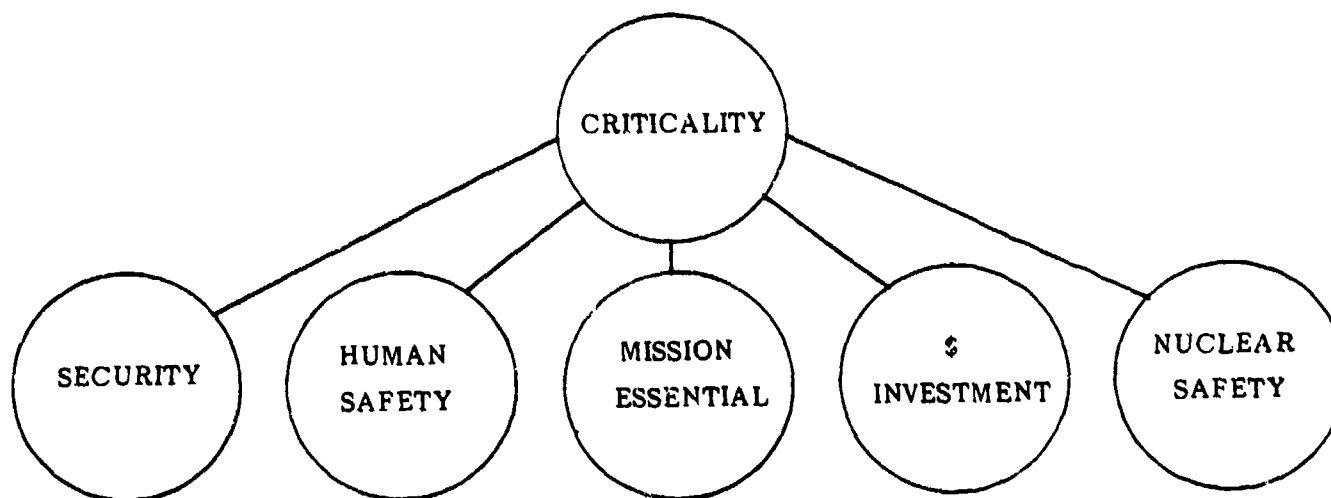 CRITICALITY
SECURITY
HUMAN
SAFETY
MISSION
ESSENTIAL
$
INVESTMENT
NUCLEAR
SAFETY